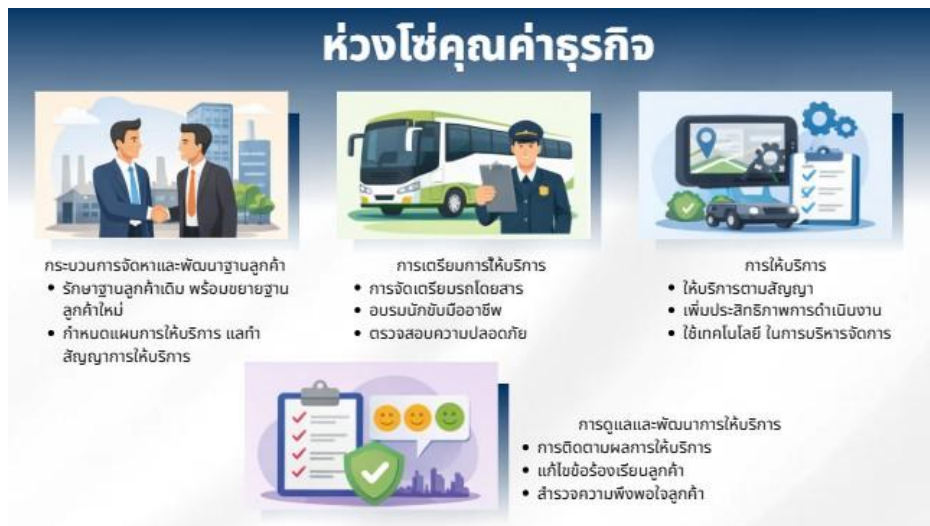 ห่วงโซ่คุณค่าธุรกิจ
กระบวนการจัดหาและพัฒนาฐานลูกค้า
• รักษาฐานลูกค้าเดิม พร้อมขยายฐาน
ลูกค้าใหม่
• กำหนดแผนการให้บริการ แลทำ
สัญญาการให้บริการ
การเตรียมการให้บริการ
• การจัดเตรียมรถโดยสาร
• อบรมนักขับมืออาชีพ
• ตรวจสอบความปลอดภัย
การให้บริการ
• ให้บริการตามสัญญา
• เพิ่มประสิทธิภาพการดำเนินงาน
• ใช้เทคโนโลยี ในการบริหารจัดการ
การดูแลและพัฒนาการให้บริการ
• การติดตามผลการให้บริการ
• แก้ไขข้อร้องเรียนลูกค้า
• สำรวจความพึงพอใจลูกค้า